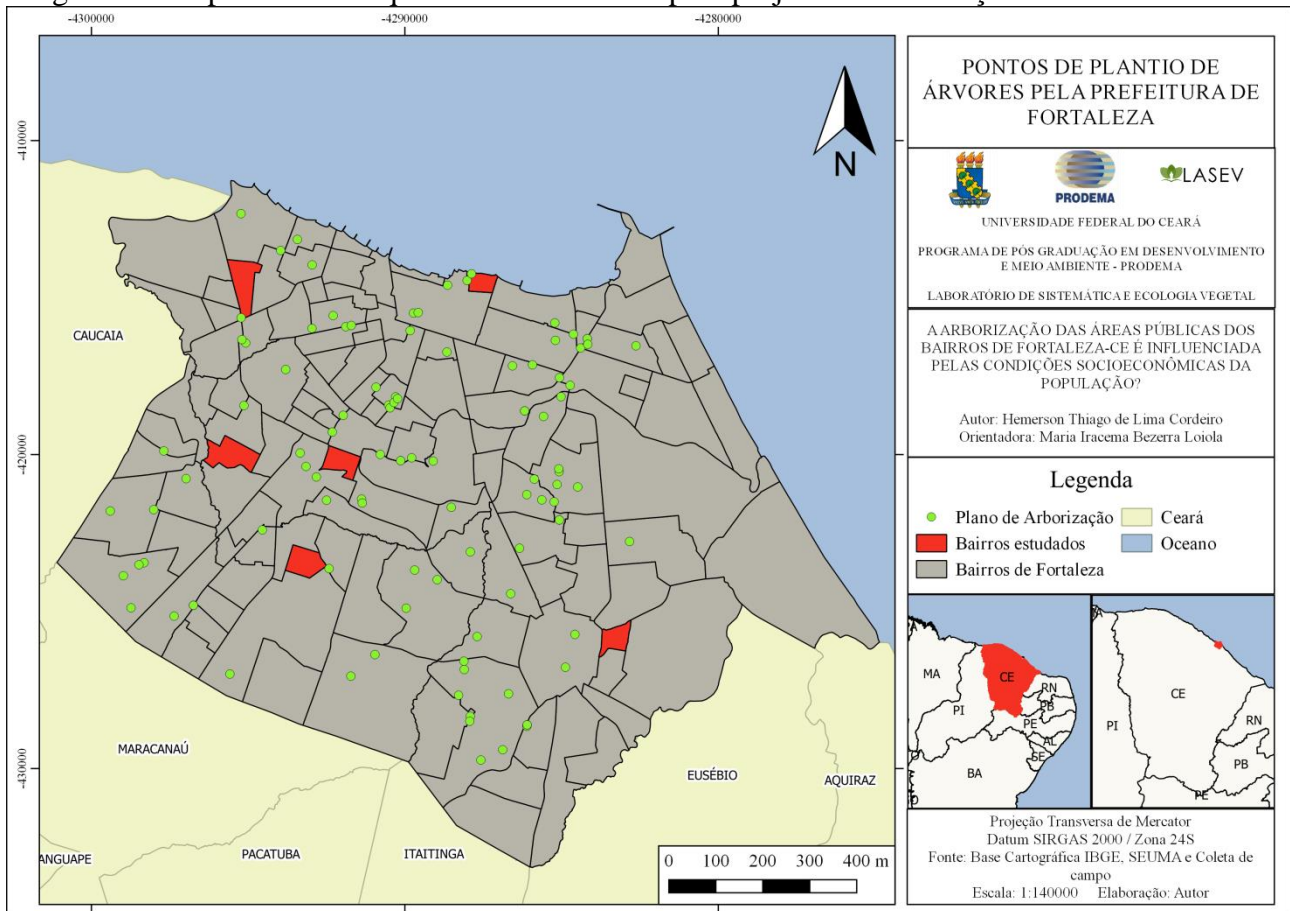 -4300000
-4290000
-4280000
PONTOS DE PLANTIO DE
ÁRVORES PELA PREFEITURA DE
FORTALEZA
PRODEMA
LASEV
UNIVERSIDADE FEDERAL DO CEARÁ
PROGRAMA DE PÓS GRADUAÇÃO EM DESENVOLVIMENTO
E MEIO AMBIENTE - PRODEMA
LABORATÓRIO DE SISTEMÁTICA E ECOLOGIA VEGETAL
A ARBORIZAÇÃO DAS ÁREAS PÚBLICAS DOS
BAIRROS DE FORTALEZA-CE É INFLUENCIADA
PELAS CONDIÇÕES SOCIOECONÔMICAS DA
POPULAÇÃO?
Autor: Hemerson Thiago de Lima Cordeiro
Orientadora: Maria Iracema Bezerra Loiola
Legenda
Plano de Arborização
Ceará
Bairros estudados
Oceano
Bairros de Fortaleza
N
CAUCAIA
MARACANAÚ
EUSÉBIO
AQUIRAZ
ANGUAPE
PACATUBA
ITAITINGA
0 100 200 300 400 m
MA
CE
RN
PB
PI
PE
AL
SE
BA
CE
PI
RN
PB
PE
Projeção Transversa de Mercator
Datum SIRGAS 2000 / Zona 24S
Fonte: Base Cartográfica IBGE, SEUMA e Coleta de
campo
Escala: 1:140000 Elaboração: Autor